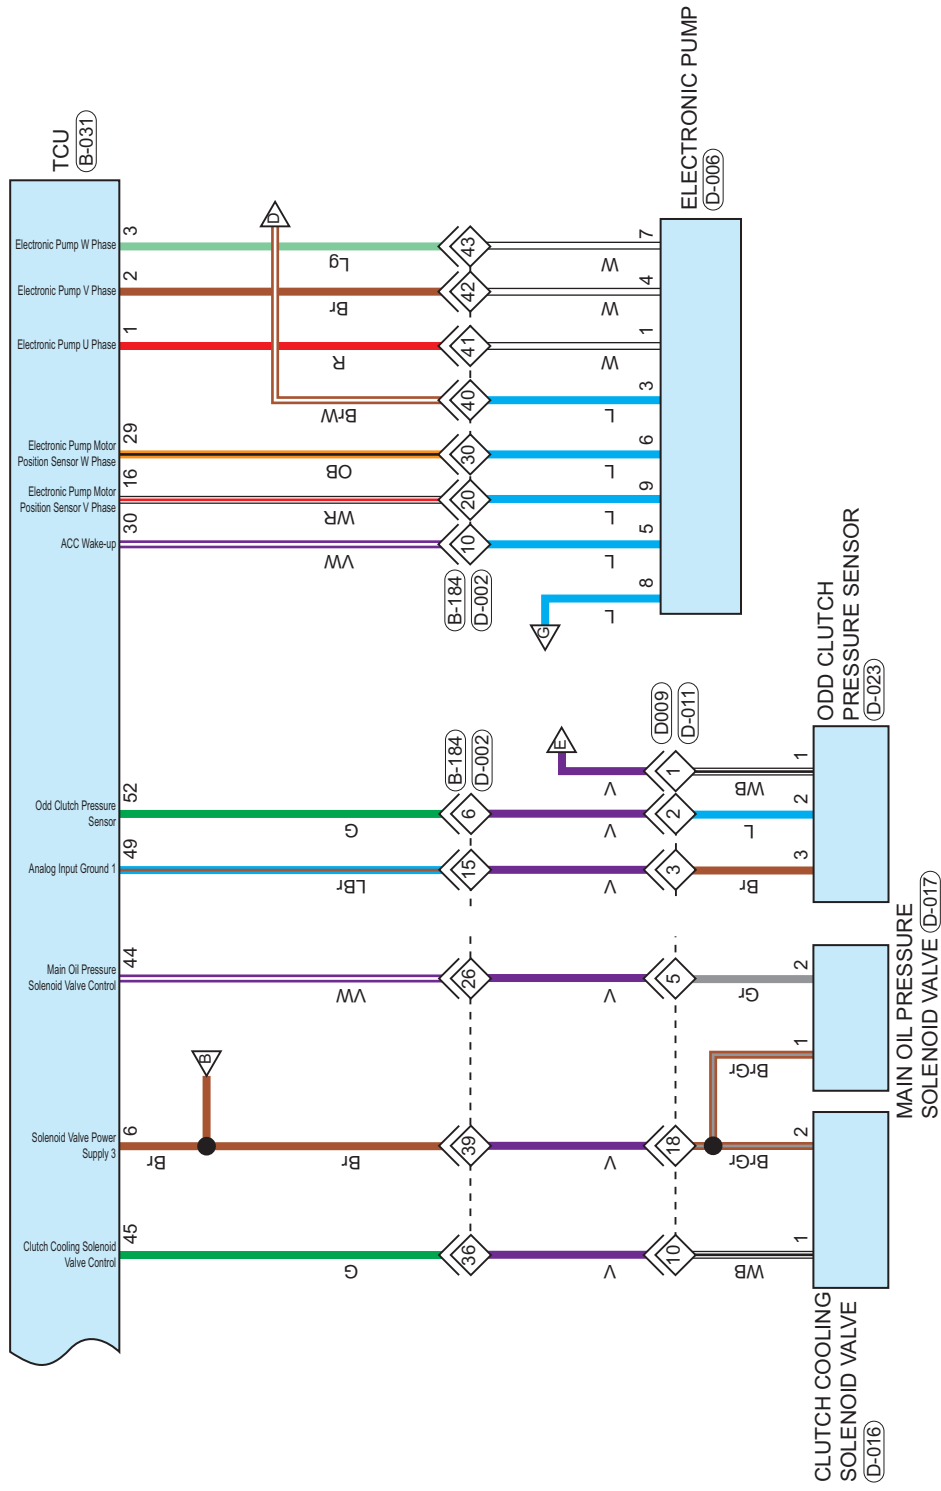 TCU
B-031
Electronic Pump W Phase
3
Lg
43
W
7
Electronic Pump V Phase
2
Br
42
W
4
Electronic Pump U Phase
1
R
41
W
1
D
BrW
40
L
3
Electronic Pump Motor
Position Sensor W Phase
29
OB
30
L
6
Electronic Pump Motor
Position Sensor V Phase
16
WR
20
L
9
ACC Wake-up
30
VW
10
L
5
B-184
D-002
G
L
8
ELECTRONIC PUMP
D-006
Odd Clutch Pressure
Sensor
52
G
6
V
2
L
2
Analog Input Ground 1
49
LBr
15
V
3
Br
3
B-184
D-002
E
V
1
WB
1
D009
D-011
ODD CLUTCH
PRESSURE SENSOR
D-023
Main Oil Pressure
Solenoid Valve Control
44
VW
26
V
5
Gr
2
BrGr
1
MAIN OIL PRESSURE
SOLENOID VALVE D-017
Solenoid Valve Power
Supply 3
6
Br
B
Br
39
V
18
BrGr
2
Clutch Cooling Solenoid
Valve Control
45
G
36
V
10
WB
1
CLUTCH COOLING
SOLENOID VALVE
D-016